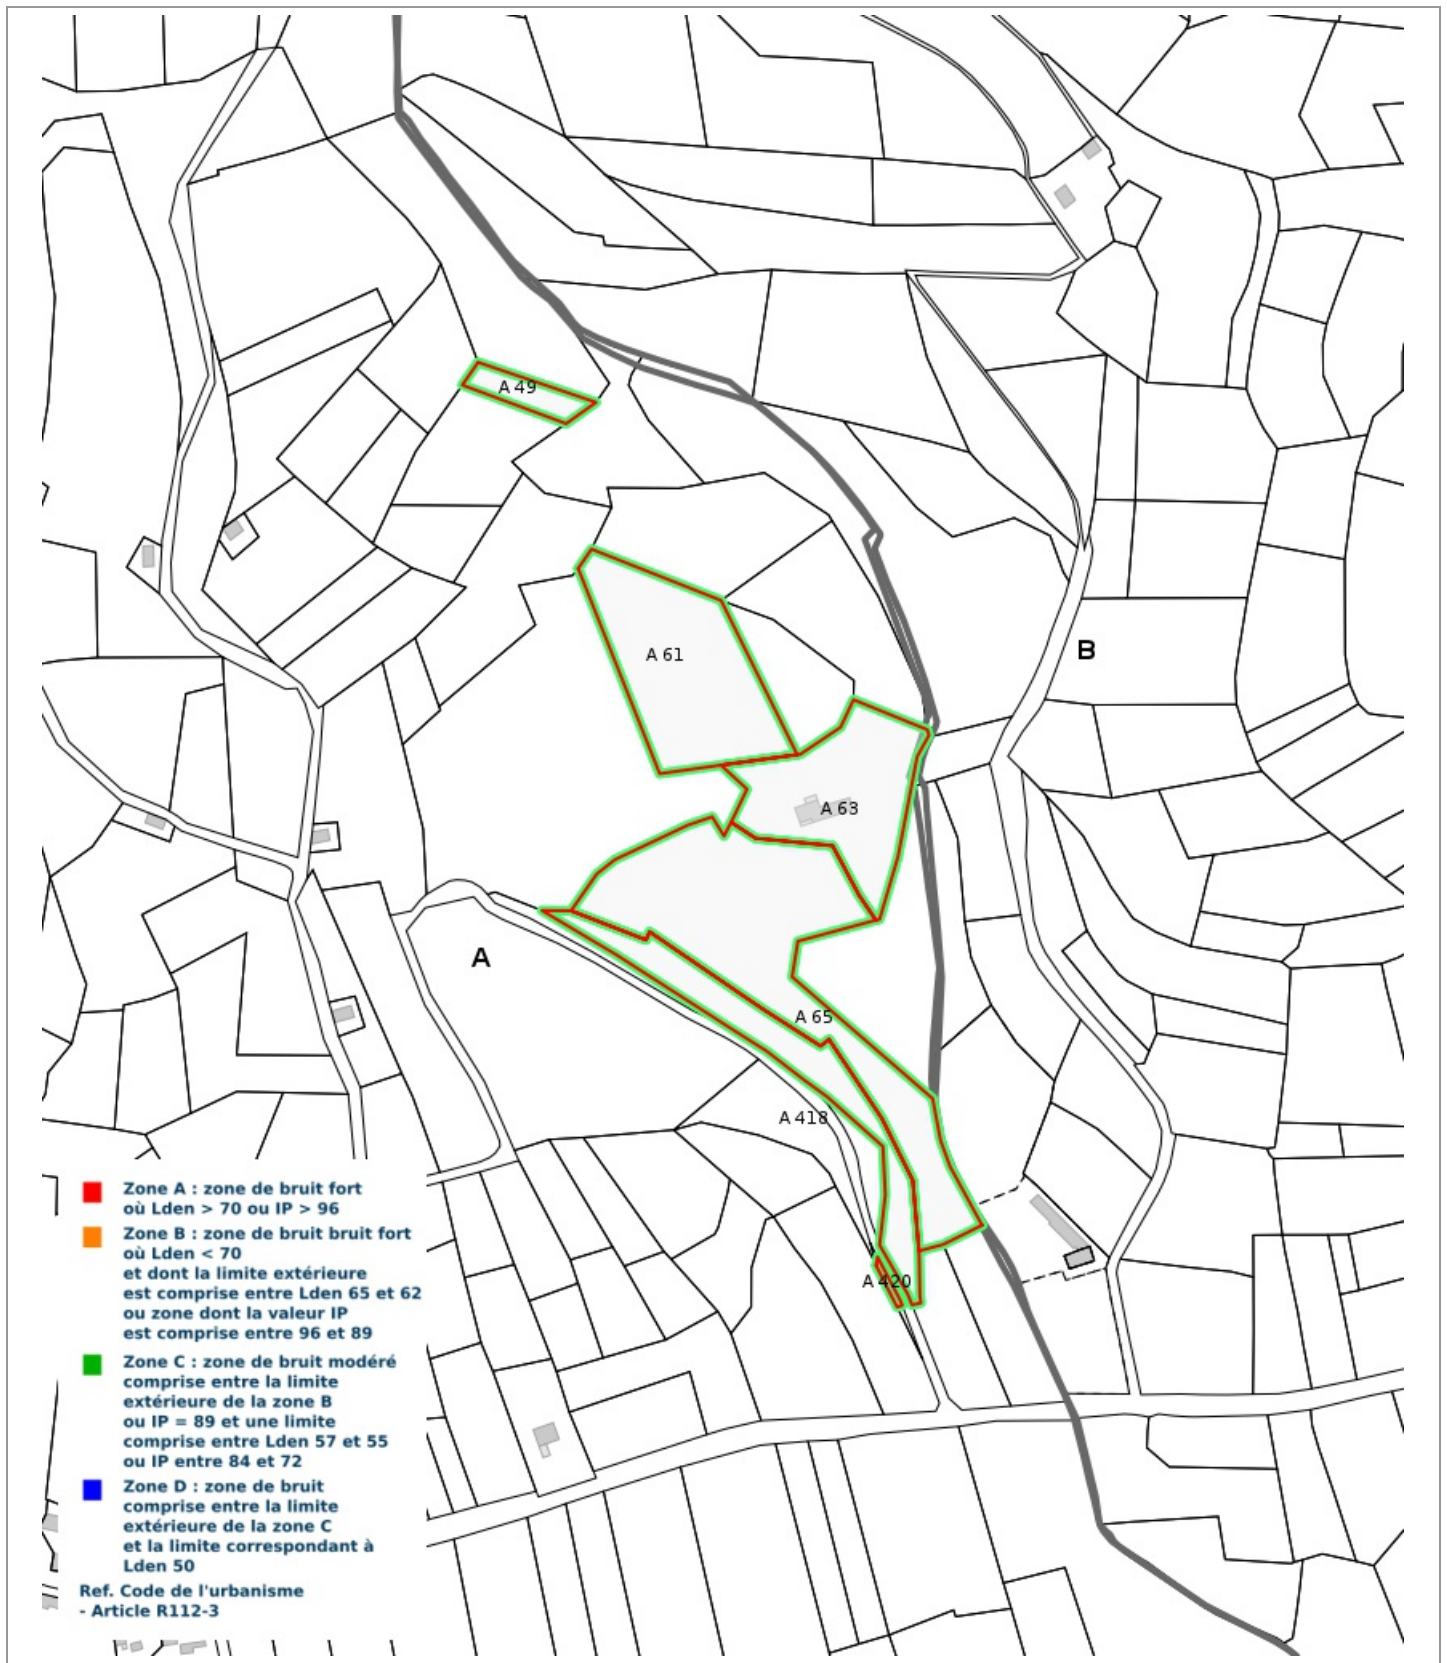 A 49
A 61
B
A 63
A
A 65
A 418
A 420
Zone A : zone de bruit fort
où Lden > 70 ou IP > 96
Zone B : zone de bruit bruit fort
où Lden < 70
et dont la limite extérieure
est comprise entre Lden 65 et 62
ou zone dont la valeur IP
est comprise entre 96 et 89
Zone C : zone de bruit modéré
comprise entre la limite
extérieure de la zone B
ou IP = 89 et une limite
comprise entre Lden 57 et 55
ou IP entre 84 et 72
Zone D : zone de bruit
comprise entre la limite
extérieure de la zone C
et la limite correspondant à
Lden 50
Ref. Code de l'urbanisme
- Article R112-3